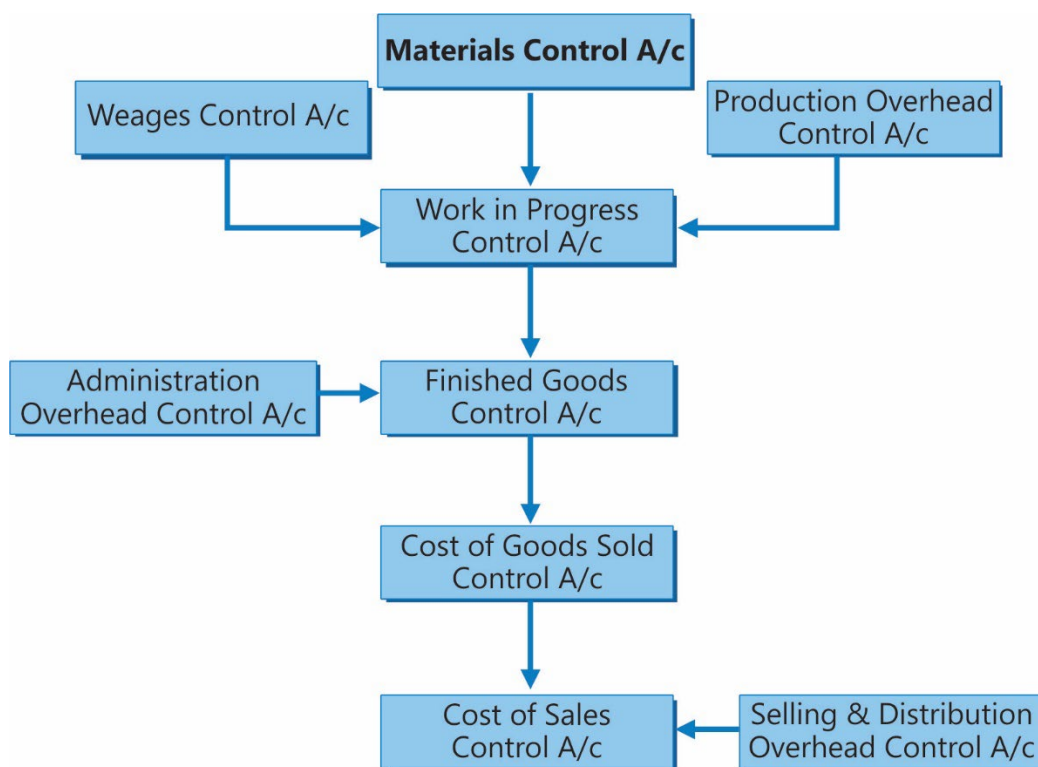 Materials Control A/c
Weages Control A/c
Production Overhead
Control A/c
Work in Progress
Control A/c
Administration
Overhead Control A/c
Finished Goods
Control A/c
Cost of Goods Sold
Control A/c
Cost of Sales
Control A/c
Selling & Distribution
Overhead Control A/c